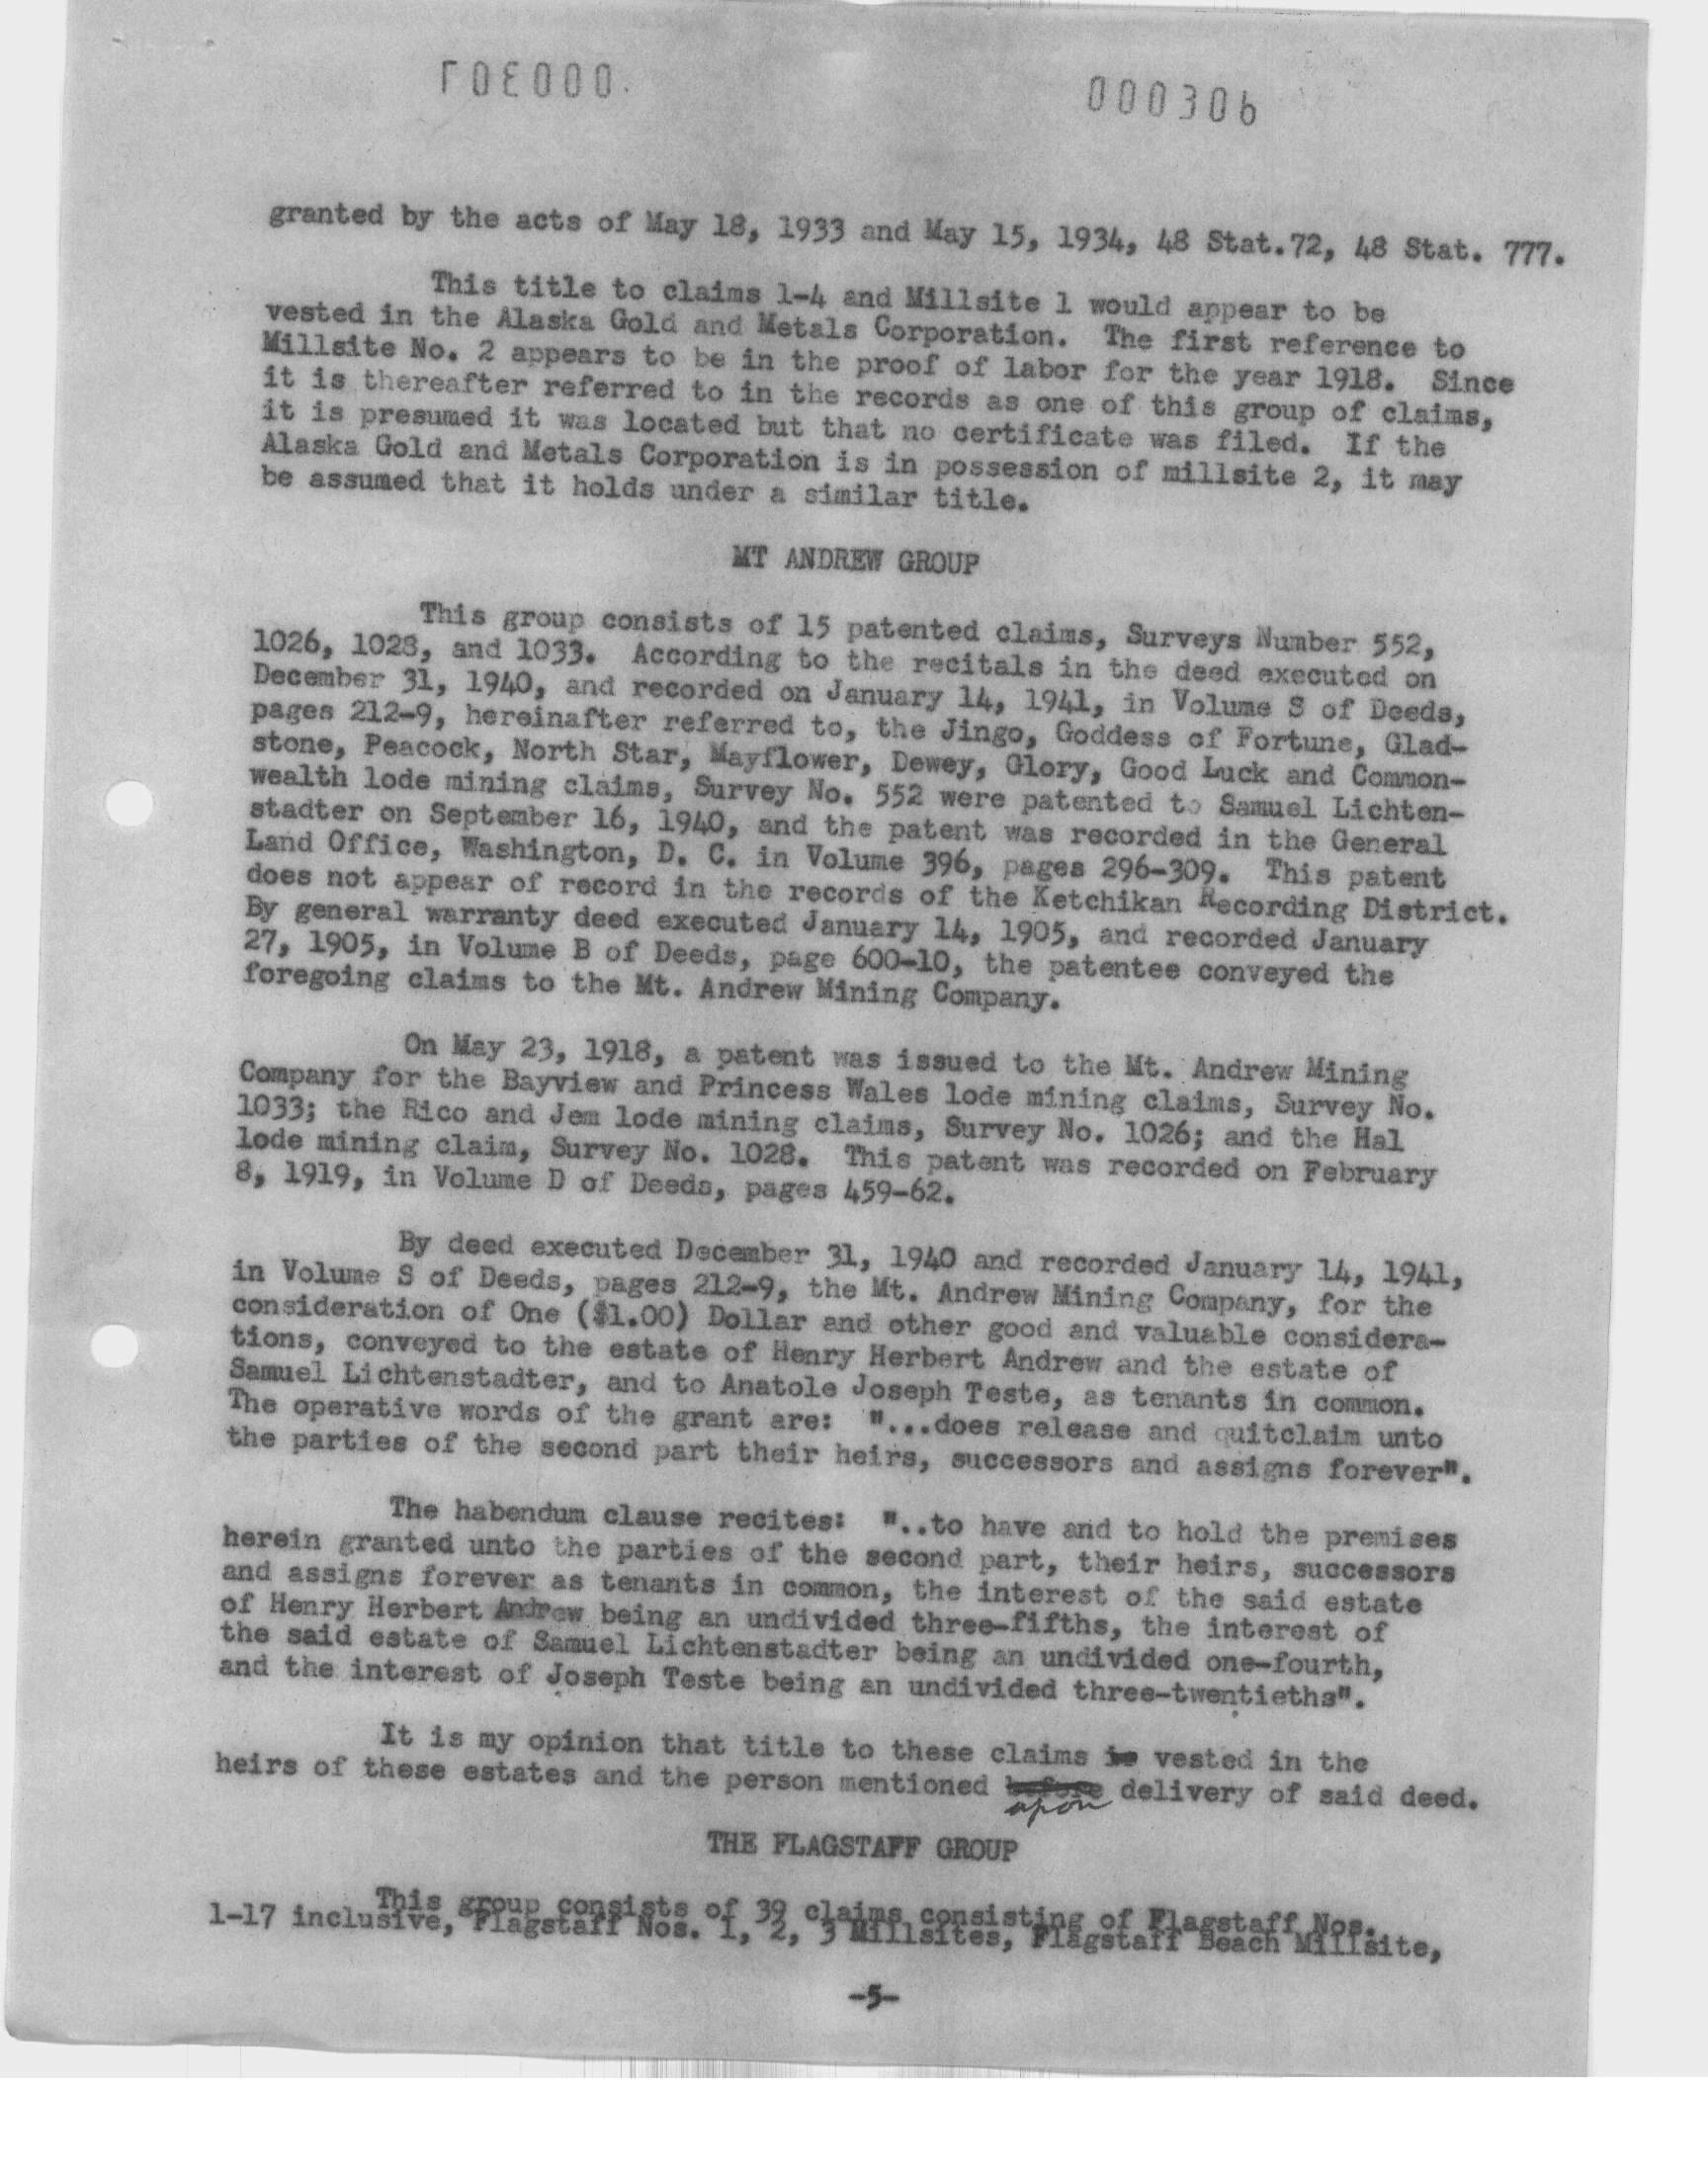 000307
000306
granted by the acts of May 18, 1933 and May 15, 1934, 48 Stat.72, 48 Stat. 777.
This title to claims 1-4 and Millsite 1 would appear to be
vested in the Alaska Gold and Metals Corporation. The first reference to
Millsite No. 2 appears to be in the proof of labor for the year 1918. Since
it is thereafter referred to in the records as one of this group of claims,
it is presumed it was located but that no certificate was filed. If the
Alaska Gold and Metals Corporation is in possession of millsite 2, it may
be assumed that it holds under a similar title.
MT ANDREW GROUP
This group consists of 15 patented claims, Surveys Number 552,
1026, 1028, and 1033. According to the recitals in the deed executed on
December 31, 1940, and recorded on January 14, 1941, in Volume S of Deeds,
pages 212-9, hereinafter referred to, the Jingo, Goddess of Fortune, Glad-
stone, Peacock, North Star, Mayflower, Dewey, Glory, Good Luck and Common-
wealth lode mining claims, Survey No. 552 were patented to Samuel Lichten-
stadter on September 16, 1940, and the patent was recorded in the General
Land Office, Washington, D. C. in Volume 396, pages 296-309. This patent
does not appear of record in the records of the Ketchikan Recording District.
By general warranty deed executed January 14, 1905, and recorded January
27, 1905, in Volume B of Deeds, page 600-10, the patentee conveyed the
foregoing claims to the Mt. Andrew Mining Company.
On May 23, 1918, a patent was issued to the Mt. Andrew Mining
Company for the Bayview and Princess Wales lode mining claims, Survey No.
1033; the Rico and Jem lode mining claims, Survey No. 1026; and the Hal
lode mining claim, Survey No. 1028. This patent was recorded on February
8, 1919, in Volume D of Deeds, pages 459-62.
By deed executed December 31, 1940 and recorded January 14, 1941,
in Volume S of Deeds, pages 212-9, the Mt. Andrew Mining Company, for the
consideration of One ($1.00) Dollar and other good and valuable considera-
tions, conveyed to the estate of Henry Herbert Andrew and the estate of
Samuel Lichtenstadter, and to Anatole Joseph Teste, as tenants in common.
The operative words of the grant are: "...does release and quitclaim unto
the parties of the second part their heirs, successors and assigns forever".
The habendum clause recites: "..to have and to hold the premises
herein granted unto the parties of the second part, their heirs, successors
and assigns forever as tenants in common, the interest of the said estate
of Henry Herbert Andrew being an undivided three-fifths, the interest of
the said estate of Samuel Lichtenstadter being an undivided one-fourth,
and the interest of Joseph Teste being an undivided three-twentieths".
It is my opinion that title to these claims is vested in the
heirs of these estates and the person mentioned before delivery of said deed.
upon
THE FLAGSTAFF GROUP
This group consists of 39 claims consisting of Flagstaff Nos.
1-17 inclusive, Flagstaff Nos. 1, 2, 3 Millsites, Flagstaff Beach Millsite,
-5-